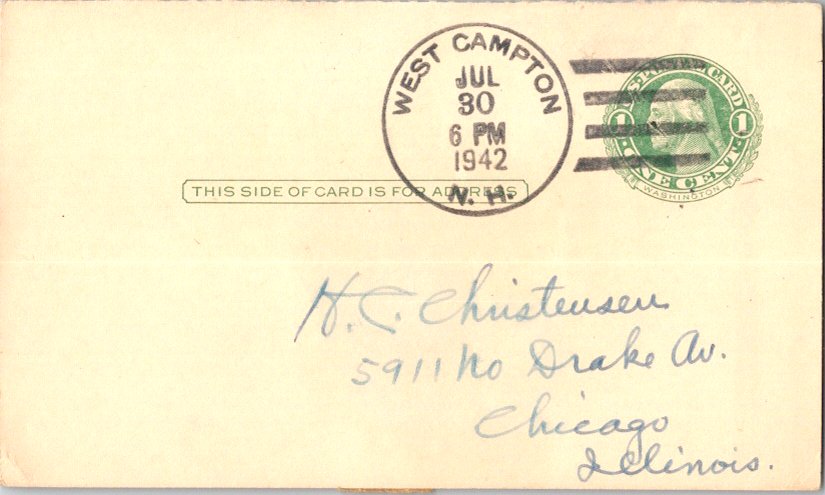 WEST CAMPTON
JUL
30
6 PM
1942
N. H.
U.S. POSTAL CARD
1 1
ONE CENT
WASHINGTON
THIS SIDE OF CARD IS FOR ADDRESS
H. C. Christensen
5911 No Drake Av.
Chicago
Illinois.